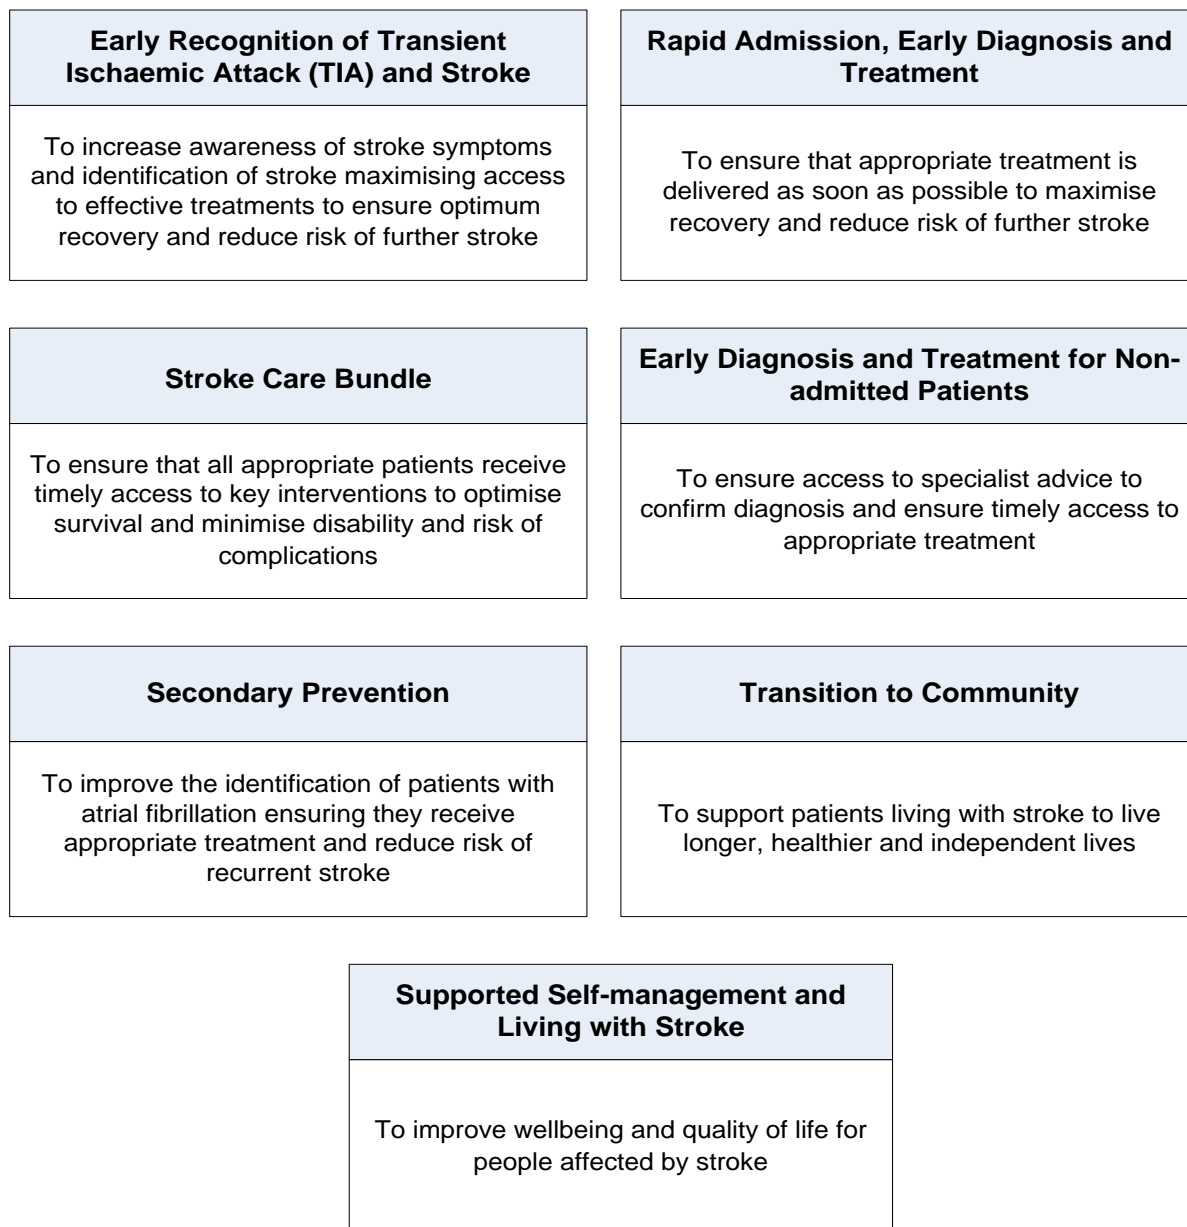 Early Recognition of Transient
Ischaemic Attack (TIA) and Stroke
To increase awareness of stroke symptoms
and identification of stroke maximising access
to effective treatments to ensure optimum
recovery and reduce risk of further stroke
Rapid Admission, Early Diagnosis and
Treatment
To ensure that appropriate treatment is
delivered as soon as possible to maximise
recovery and reduce risk of further stroke
Stroke Care Bundle
To ensure that all appropriate patients receive
timely access to key interventions to optimise
survival and minimise disability and risk of
complications
Early Diagnosis and Treatment for Non-
admitted Patients
To ensure access to specialist advice to
confirm diagnosis and ensure timely access to
appropriate treatment
Secondary Prevention
To improve the identification of patients with
atrial fibrillation ensuring they receive
appropriate treatment and reduce risk of
recurrent stroke
Transition to Community
To support patients living with stroke to live
longer, healthier and independent lives
Supported Self-management and
Living with Stroke
To improve wellbeing and quality of life for
people affected by stroke